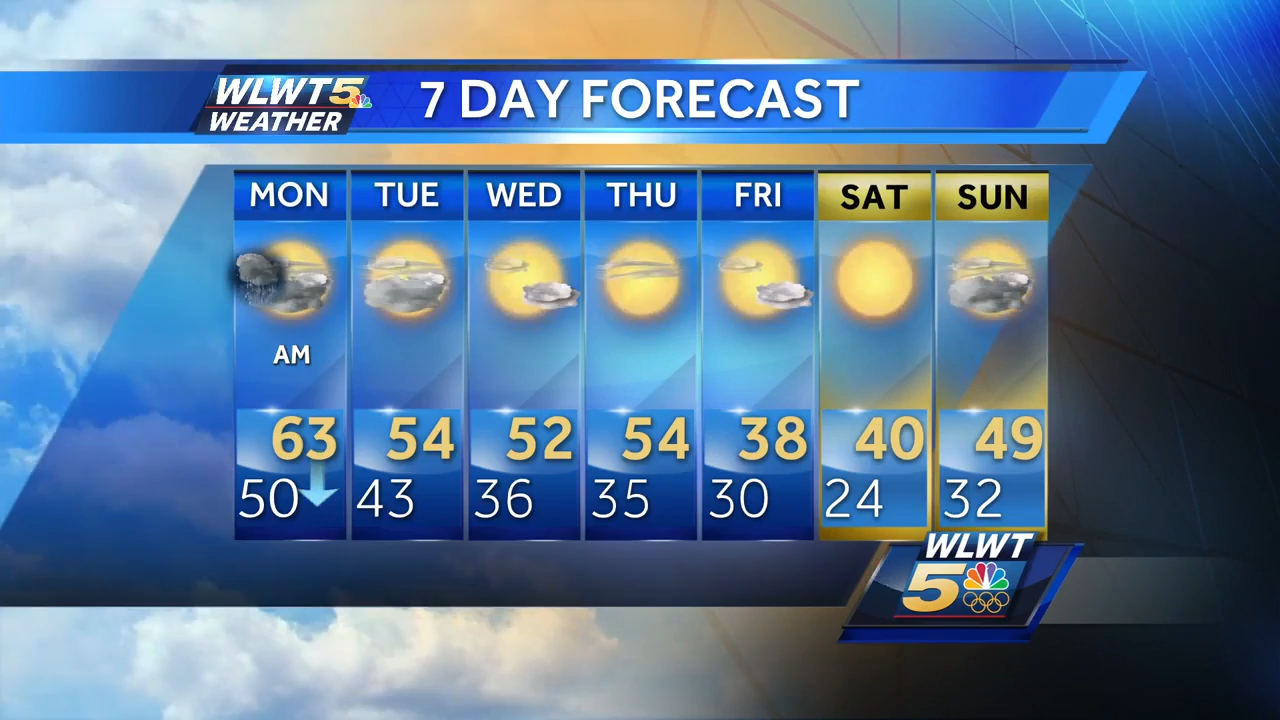 WLWT5
WEATHER
7 DAY FORECAST
MON TUE WED THU FRI SAT SUN
AM
63 54 52 54 38 40 49
50 43 36 35 30 24 32
WLWT
5